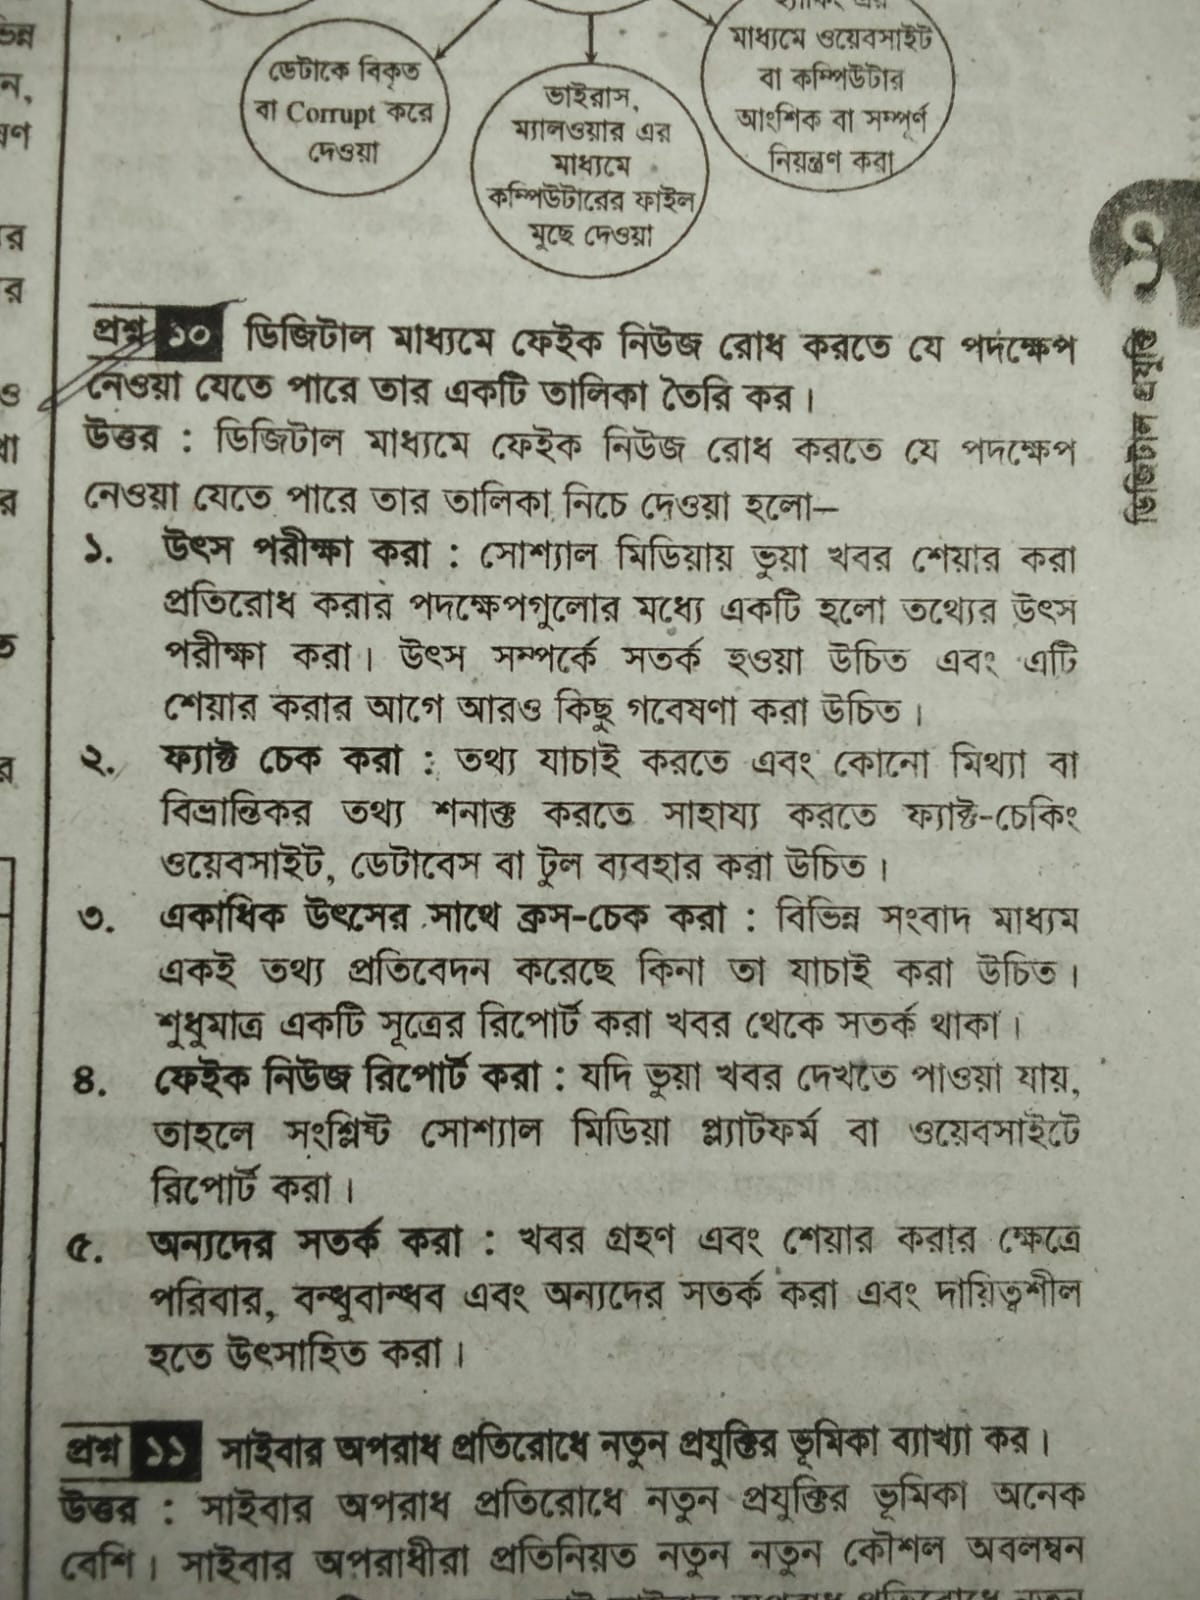 ডেটাকে বিকৃত
বা Corrupt করে
দেওয়া
ভাইরাস,
ম্যালওয়ার এর
মাধ্যমে
কম্পিউটারের ফাইল
মুছে দেওয়া
হ্যাকিং এর
মাধ্যমে ওয়েবসাইট
বা কম্পিউটার
আংশিক বা সম্পূর্ণ
নিয়ন্ত্রণ করা
ডিজিটাল প্রযুক্তি
প্রশ্ন ১০ ডিজিটাল মাধ্যমে ফেইক নিউজ রোধ করতে যে পদক্ষেপ
নেওয়া যেতে পারে তার একটি তালিকা তৈরি কর।
উত্তর : ডিজিটাল মাধ্যমে ফেইক নিউজ রোধ করতে যে পদক্ষেপ
নেওয়া যেতে পারে তার তালিকা নিচে দেওয়া হলো—
১. উৎস পরীক্ষা করা : সোশ্যাল মিডিয়ায় ভুয়া খবর শেয়ার করা
প্রতিরোধ করার পদক্ষেপগুলোর মধ্যে একটি হলো তথ্যের উৎস
পরীক্ষা করা। উৎস সম্পর্কে সতর্ক হওয়া উচিত এবং এটি
শেয়ার করার আগে আরও কিছু গবেষণা করা উচিত।
২. ফ্যাক্ট চেক করা : তথ্য যাচাই করতে এবং কোনো মিথ্যা বা
বিভ্রান্তিকর তথ্য শনাক্ত করতে সাহায্য করতে ফ্যাক্ট-চেকিং
ওয়েবসাইট, ডেটাবেস বা টুল ব্যবহার করা উচিত।
৩. একাধিক উৎসের সাথে ক্রস-চেক করা : বিভিন্ন সংবাদ মাধ্যম
একই তথ্য প্রতিবেদন করেছে কিনা তা যাচাই করা উচিত।
শুধুমাত্র একটি সূত্রের রিপোর্ট করা খবর থেকে সতর্ক থাকা।
৪. ফেইক নিউজ রিপোর্ট করা : যদি ভুয়া খবর দেখতে পাওয়া যায়,
তাহলে সংশ্লিষ্ট সোশ্যাল মিডিয়া প্ল্যাটফর্ম বা ওয়েবসাইটে
রিপোর্ট করা।
৫. অন্যদের সতর্ক করা : খবর গ্রহণ এবং শেয়ার করার ক্ষেত্রে
পরিবার, বন্ধুবান্ধব এবং অন্যদের সতর্ক করা এবং দায়িত্বশীল
হতে উৎসাহিত করা।
প্রশ্ন ১১ সাইবার অপরাধ প্রতিরোধে নতুন প্রযুক্তির ভূমিকা ব্যাখ্যা কর।
উত্তর : সাইবার অপরাধ প্রতিরোধে নতুন প্রযুক্তির ভূমিকা অনেক
বেশি। সাইবার অপরাধীরা প্রতিনিয়ত নতুন নতুন কৌশল অবলম্বন